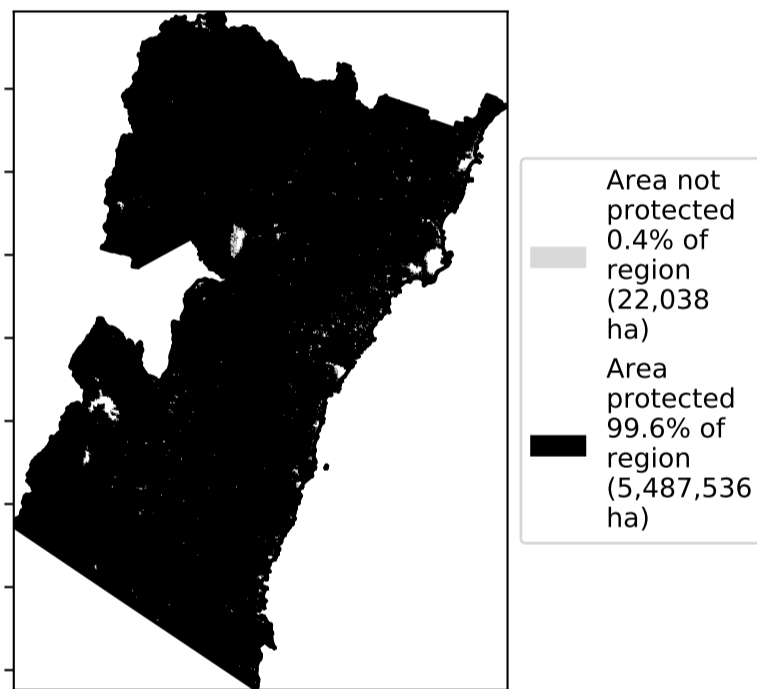 Area not
protected
0.4% of
region
(22,038
ha)
Area
protected
99.6% of
region
(5,487,536
ha)